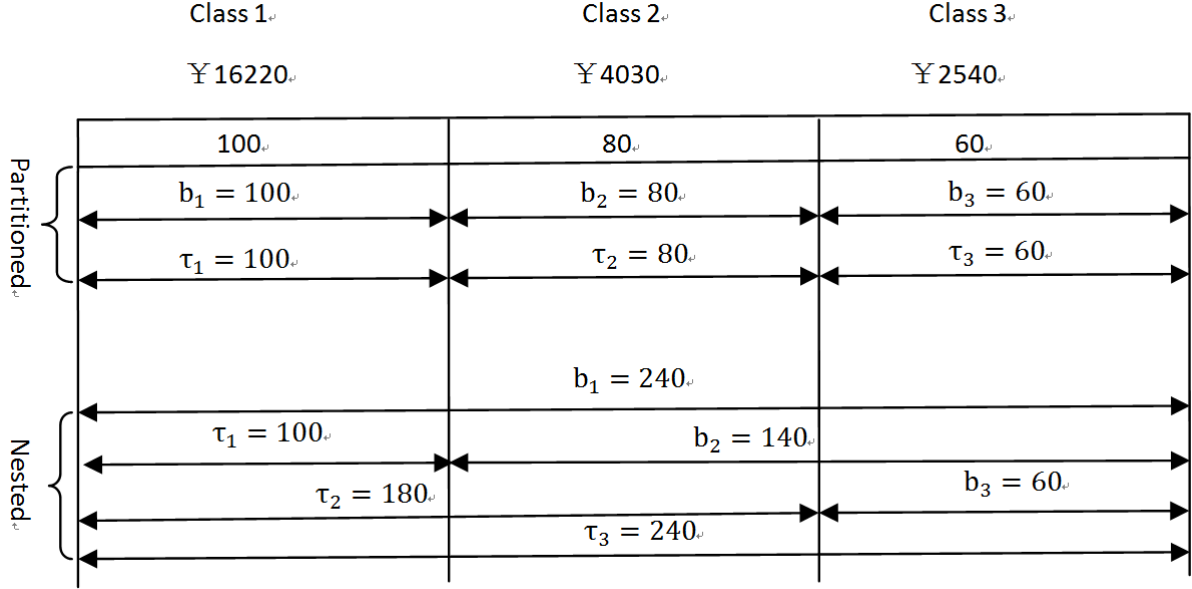 Class 1 Class 2 Class 3
￥16220 ￥4030 ￥2540
100 80 60
Partitioned
b₁ = 100 b₂ = 80 b₃ = 60
τ₁ = 100 τ₂ = 80 τ₃ = 60
Nested
b₁ = 240
τ₁ = 100 b₂ = 140
τ₂ = 180 b₃ = 60
τ₃ = 240